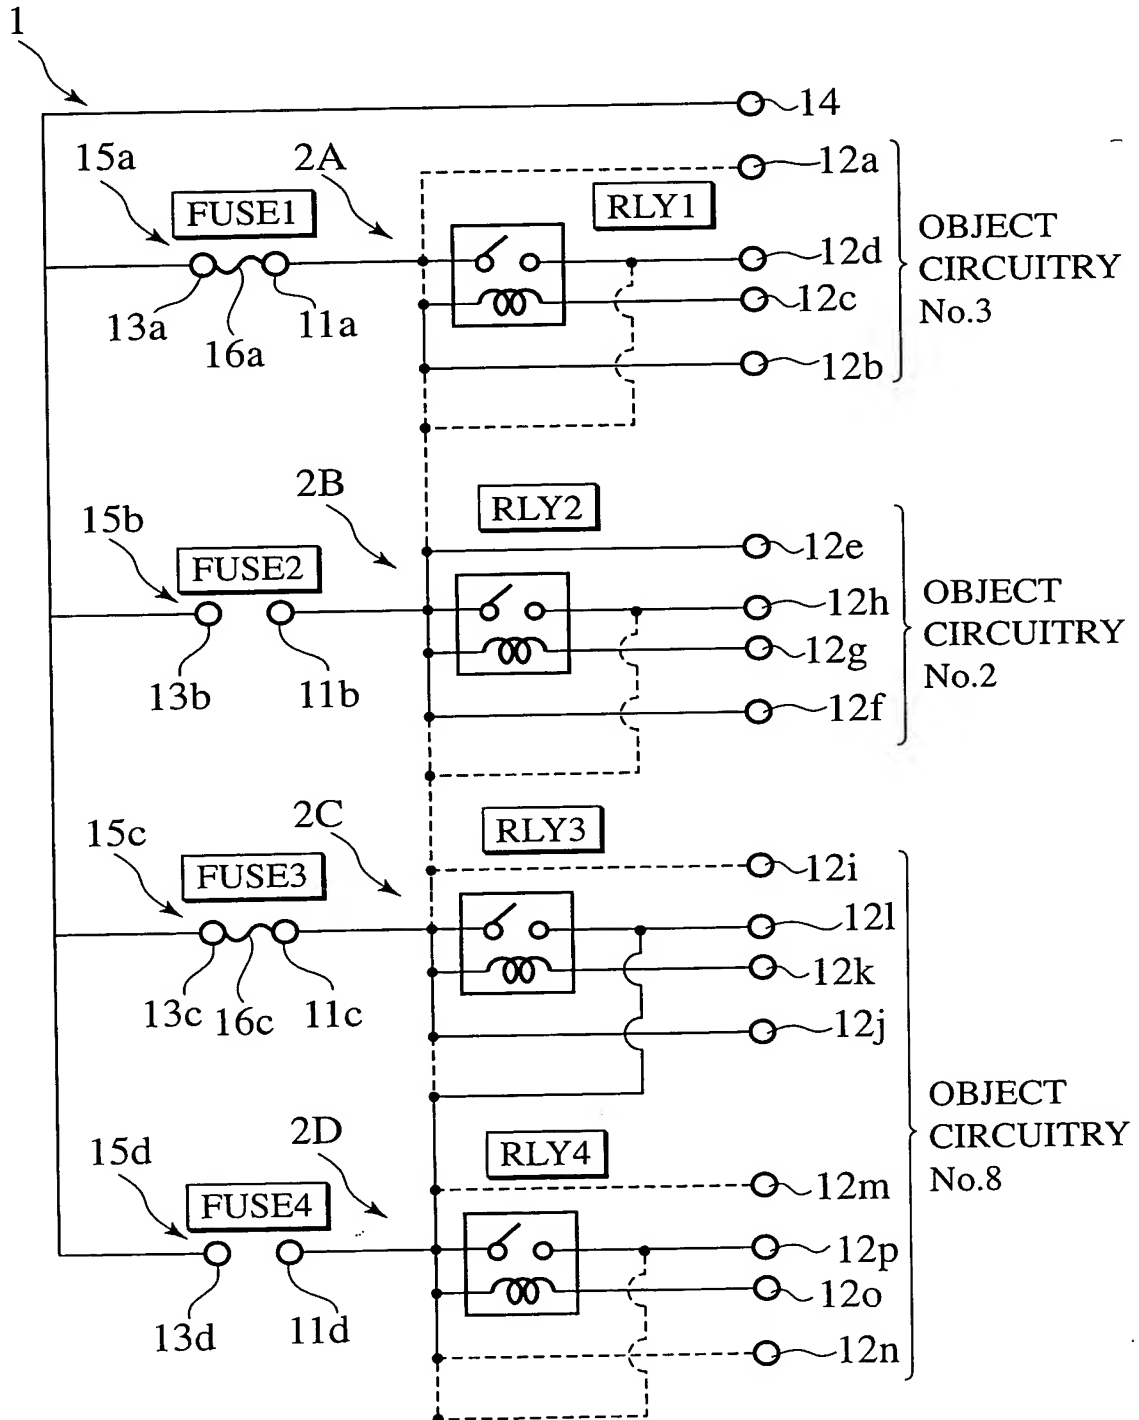 1
14
15a
2A
12a
FUSE1
RLY1
OBJECT
CIRCUITRY
No.3
12d
12c
13a
16a
11a
12b
2B
RLY2
15b
FUSE2
12e
12h
OBJECT
CIRCUITRY
No.2
12g
13b
11b
12f
2C
RLY3
15c
FUSE3
12i
12l
12k
13c
16c
11c
12j
OBJECT
CIRCUITRY
No.8
2D
RLY4
15d
FUSE4
12m
12p
12o
13d
11d
12n